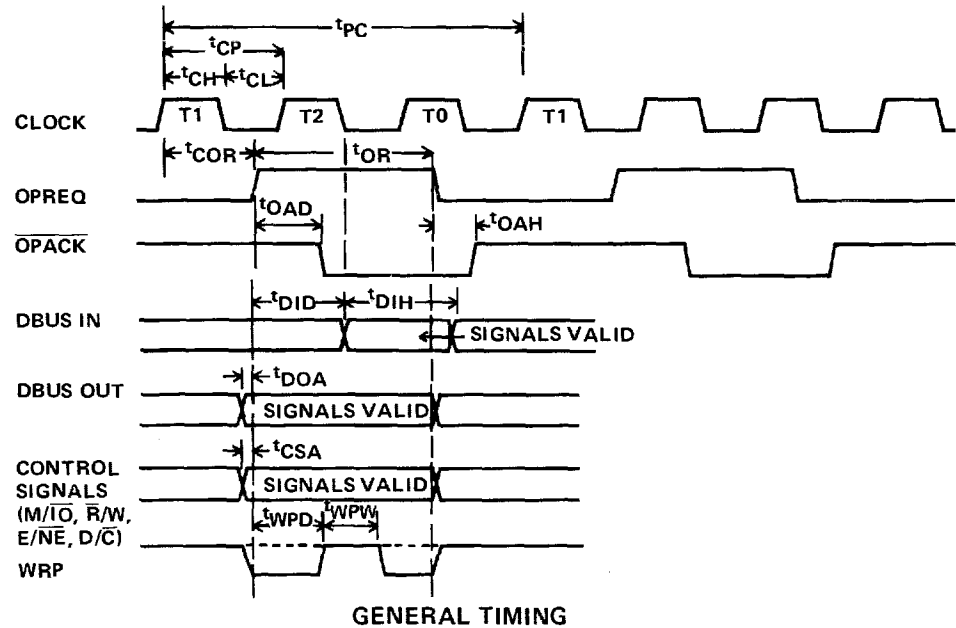 tPC
tCP
tCH tCL
CLOCK T1 T2 T0 T1
tCOR tOR
OPREQ
tOAD tOAH
OPACK
tDID tDIH
DBUS IN
SIGNALS VALID
tDOA
DBUS OUT
SIGNALS VALID
tCSA
CONTROL
SIGNALS
(M/IO, R/W,
E/NE, D/C)
SIGNALS VALID
tWPD tWPW
WRP
GENERAL TIMING